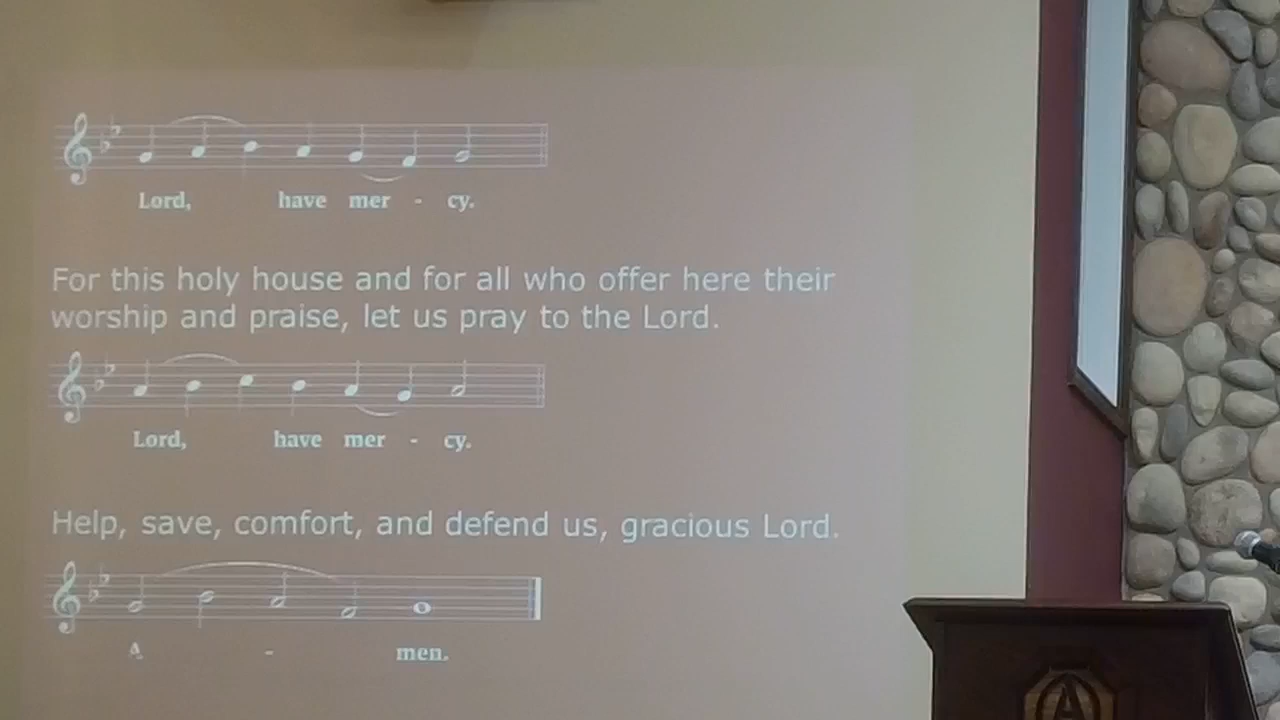 Lord, have mer - cy.
For this holy house and for all who offer here their
worship and praise, let us pray to the Lord.
Lord, have mer - cy.
Help, save, comfort, and defend us, gracious Lord.
A - men.
A